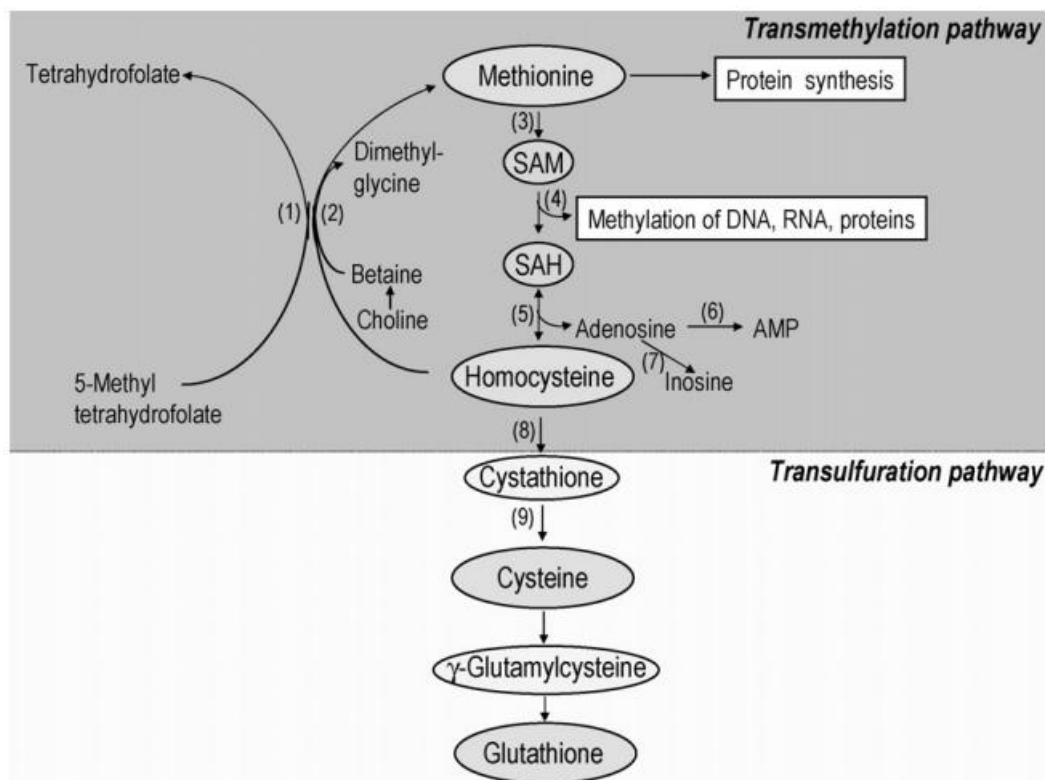 Transmethylation pathway
Tetrahydrofolate
Methionine
Protein synthesis
(3)
Dimethyl-
glycine
SAM
(1)
(2)
(4)
Methylation of DNA, RNA, proteins
SAH
Betaine
Choline
(5)
Adenosine
(6)
AMP
(7)
Inosine
Homocysteine
5-Methyl
tetrahydrofolate
(8)
Cystathione
Transulfuration pathway
(9)
Cysteine
γ-Glutamylcysteine
Glutathione